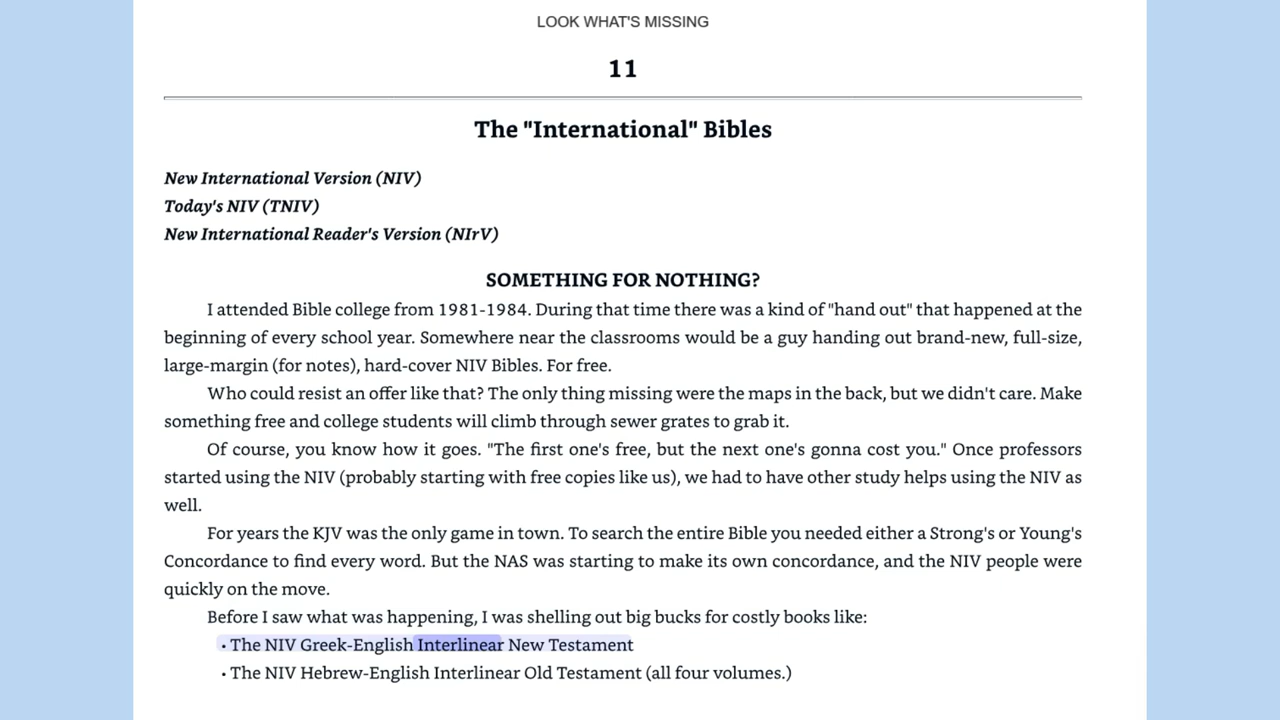 LOOK WHAT'S MISSING
11
The "International" Bibles
New International Version (NIV)
Today's NIV (TNIV)
New International Reader's Version (NIrV)
SOMETHING FOR NOTHING?
I attended Bible college from 1981-1984. During that time there was a kind of "hand out" that happened at the
beginning of every school year. Somewhere near the classrooms would be a guy handing out brand-new, full-size,
large-margin (for notes), hard-cover NIV Bibles. For free.
Who could resist an offer like that? The only thing missing were the maps in the back, but we didn't care. Make
something free and college students will climb through sewer grates to grab it.
Of course, you know how it goes. "The first one's free, but the next one's gonna cost you." Once professors
started using the NIV (probably starting with free copies like us), we had to have other study helps using the NIV as
well.
For years the KJV was the only game in town. To search the entire Bible you needed either a Strong's or Young's
Concordance to find every word. But the NAS was starting to make its own concordance, and the NIV people were
quickly on the move.
Before I saw what was happening, I was shelling out big bucks for costly books like:
• The NIV Greek-English Interlinear New Testament
• The NIV Hebrew-English Interlinear Old Testament (all four volumes.)